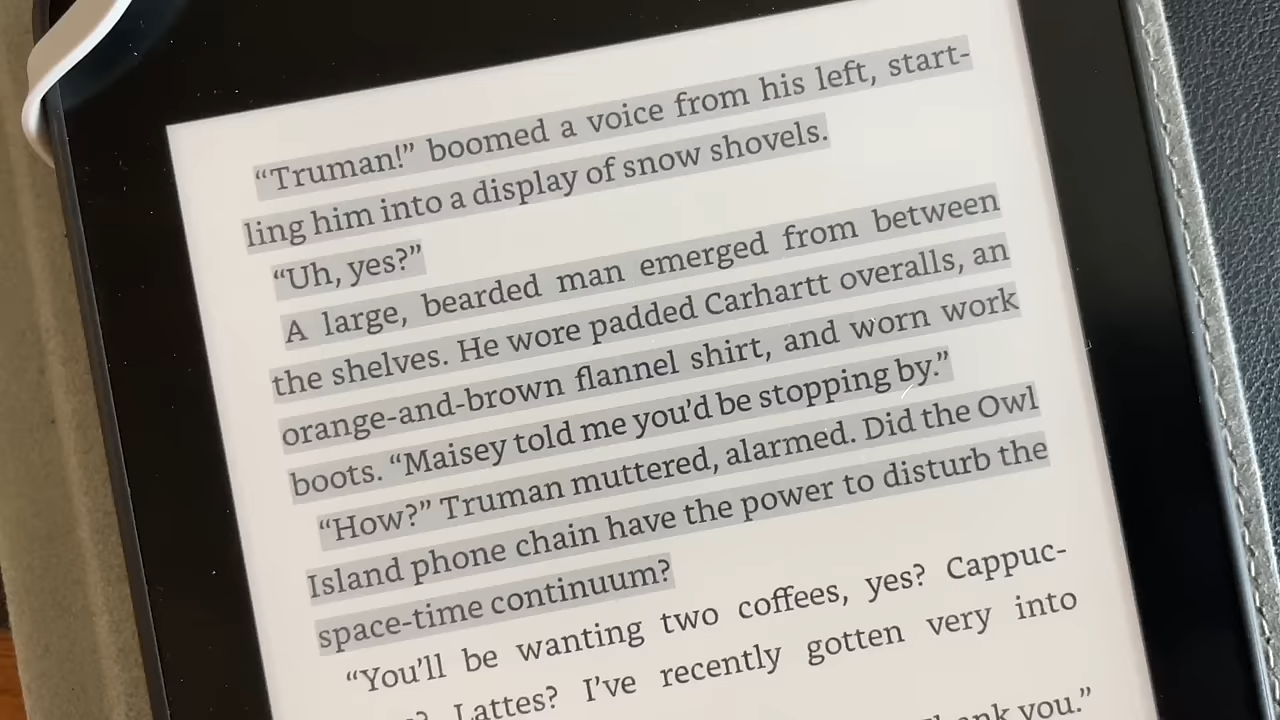 “Truman!” boomed a voice from his left, start-
ling him into a display of snow shovels.
“Uh, yes?”
A large, bearded man emerged from between
the shelves. He wore padded Carhartt overalls, an
orange-and-brown flannel shirt, and worn work
boots. “Maisey told me you’d be stopping by.”
“How?” Truman muttered, alarmed. Did the Owl
Island phone chain have the power to disturb the
space-time continuum?
“You’ll be wanting two coffees, yes? Cappuc-
Lattes? I’ve recently gotten very into
you.”